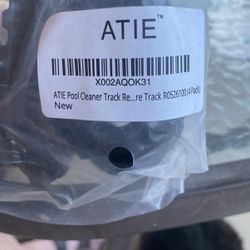 ATIE™
X002AQOK31
ATIE Pool Cleaner Track Re...re Track R0526100 (4 Pack)
New